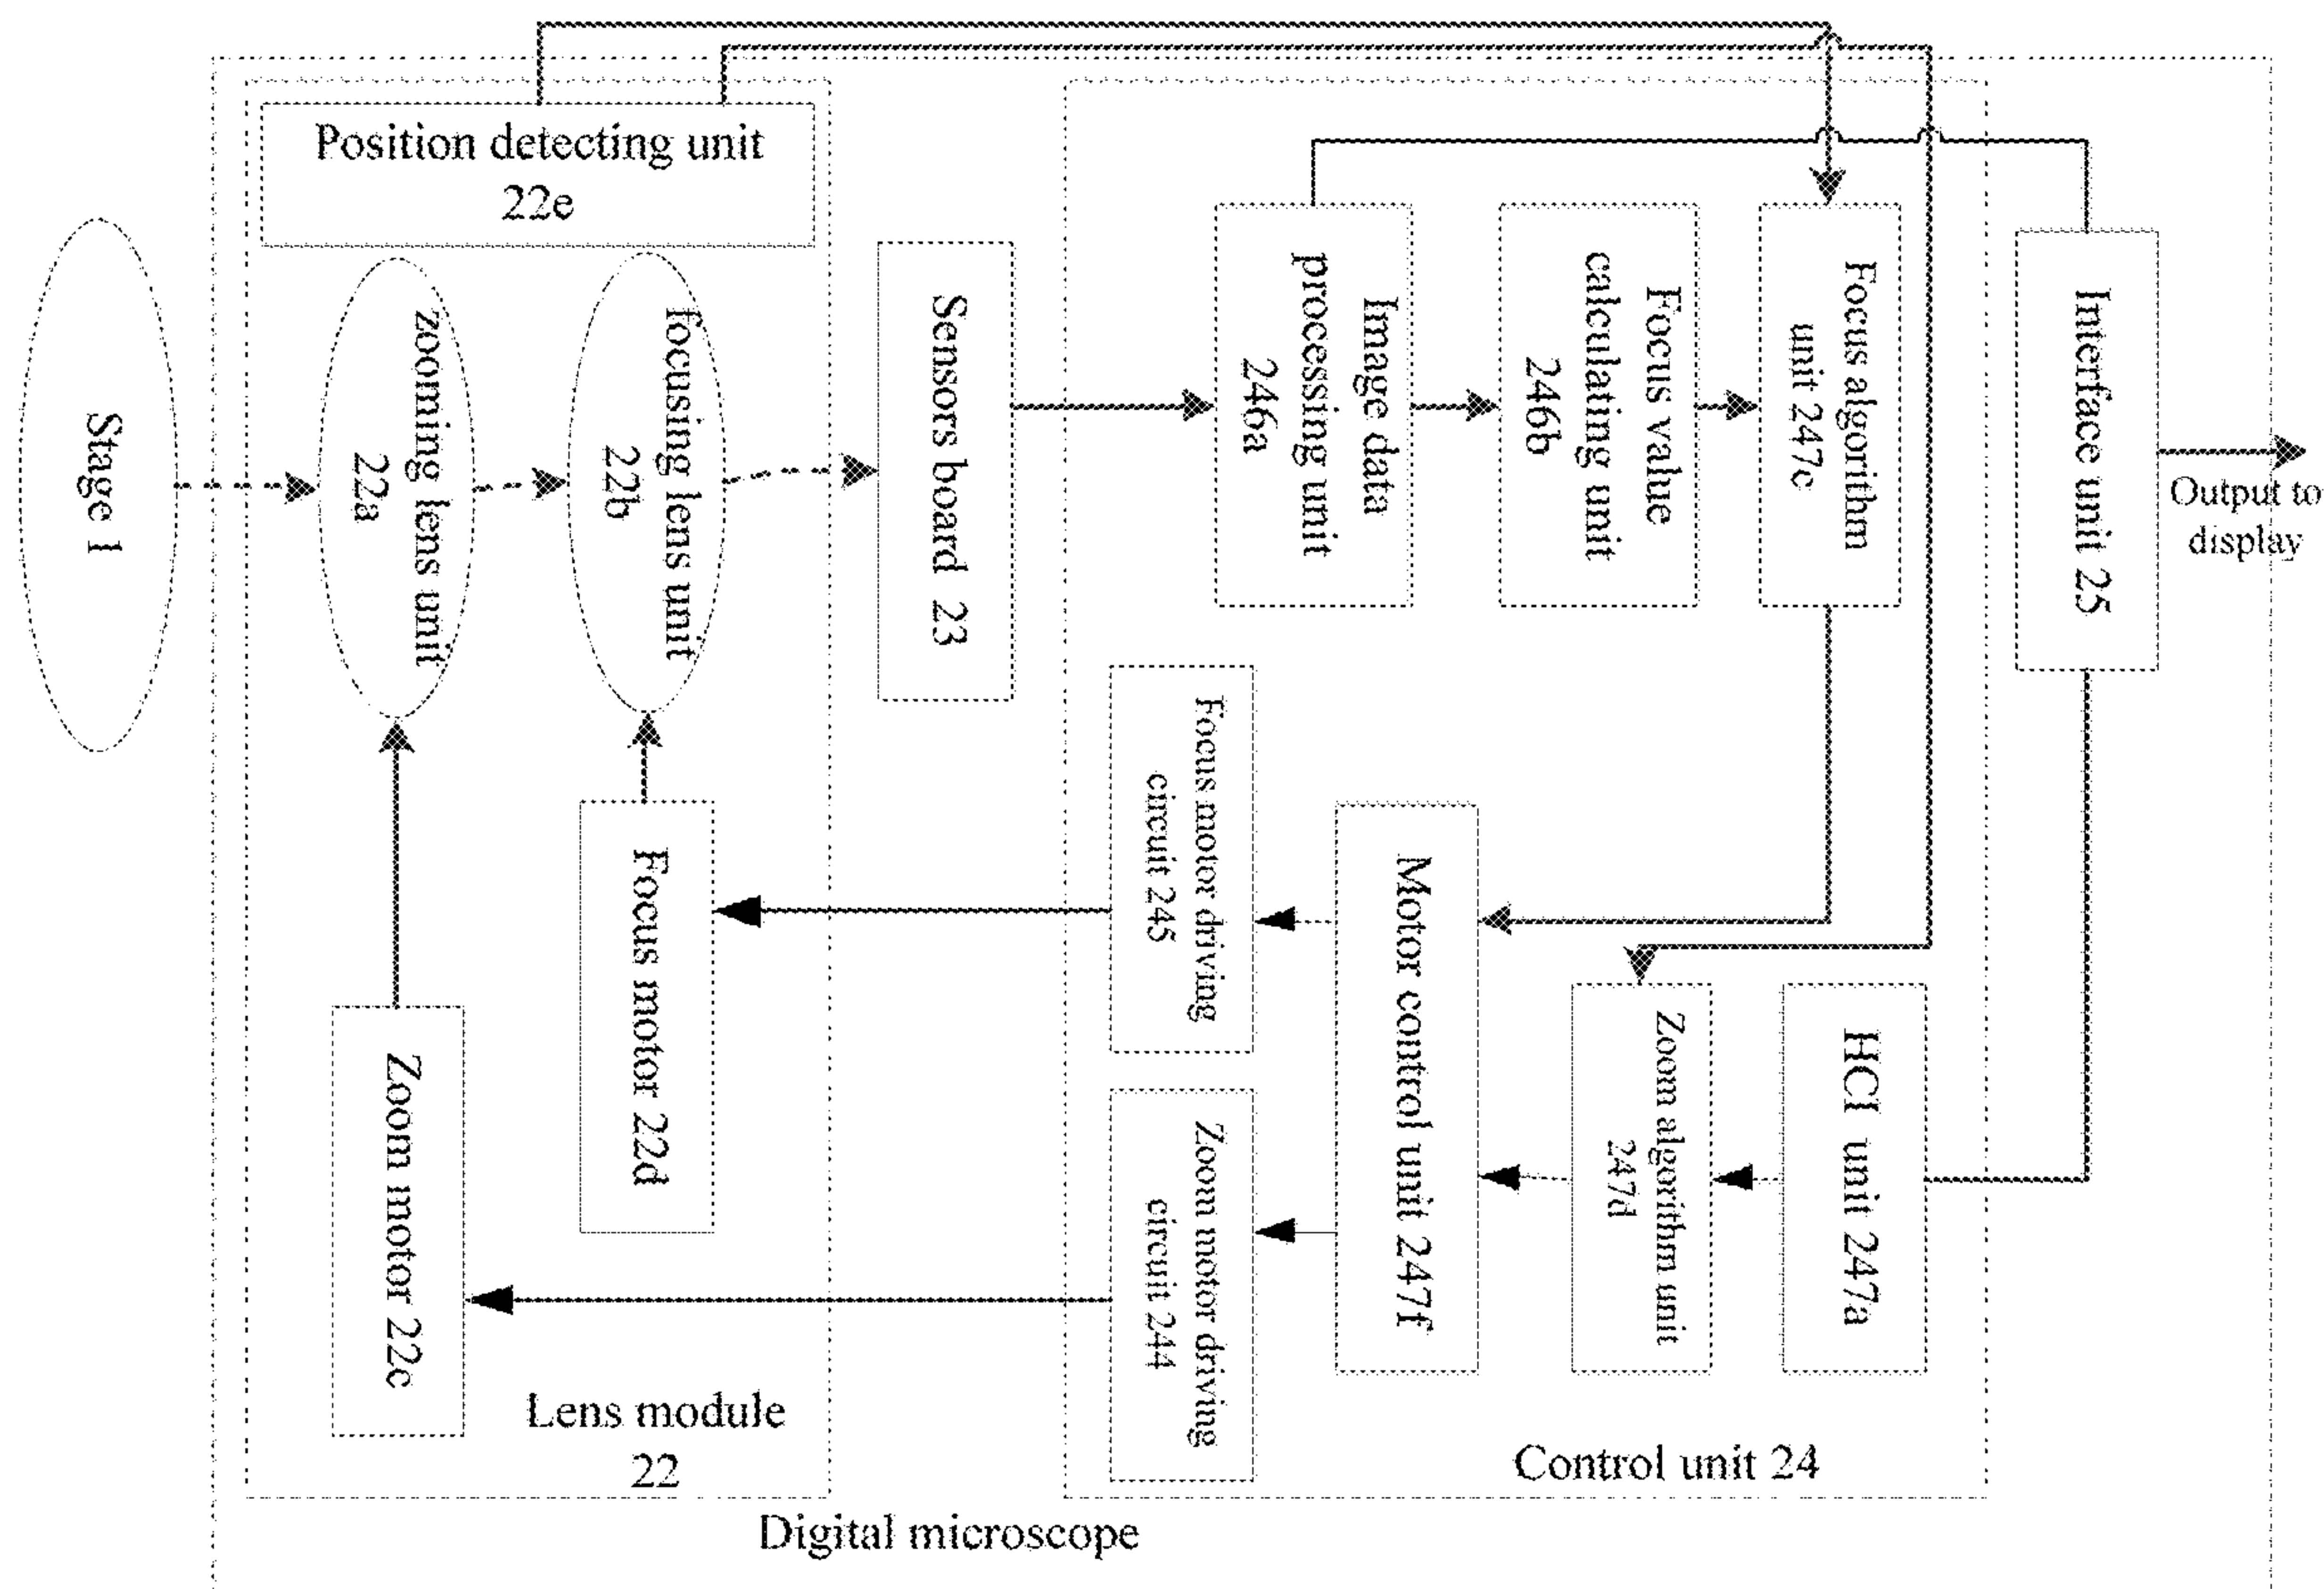 Position detecting unit
22e
Stage 1
zooming lens unit
22a
focusing lens unit
22b
Sensors board 23
Image data
processing unit
246a
Focus value
calculating unit
246b
Focus algorithm
unit 247c
Interface unit 25
Output to
display
Focus motor driving
circuit 245
Motor control unit 247f
Zoom algorithm unit
247d
HCI unit 247a
Focus motor 22d
Zoom motor 22c
Zoom motor driving
circuit 244
Lens module
22
Control unit 24
Digital microscope